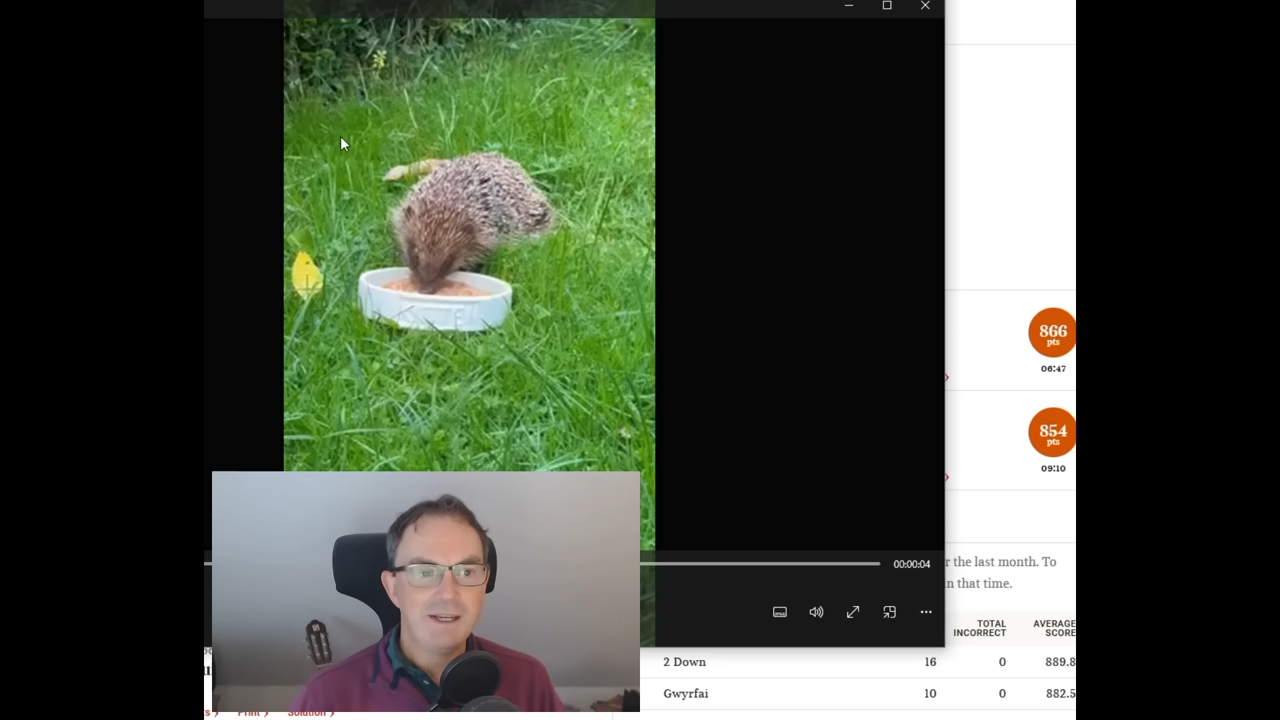 866
pts
06:47
854
pts
09:10
00:00:04
r the last month. To
n that time.
TOTAL
INCORRECT
AVERAGE
SCORE
2 Down 16 0 889.8
Gwyrfai 10 0 882.5
Print
Solution